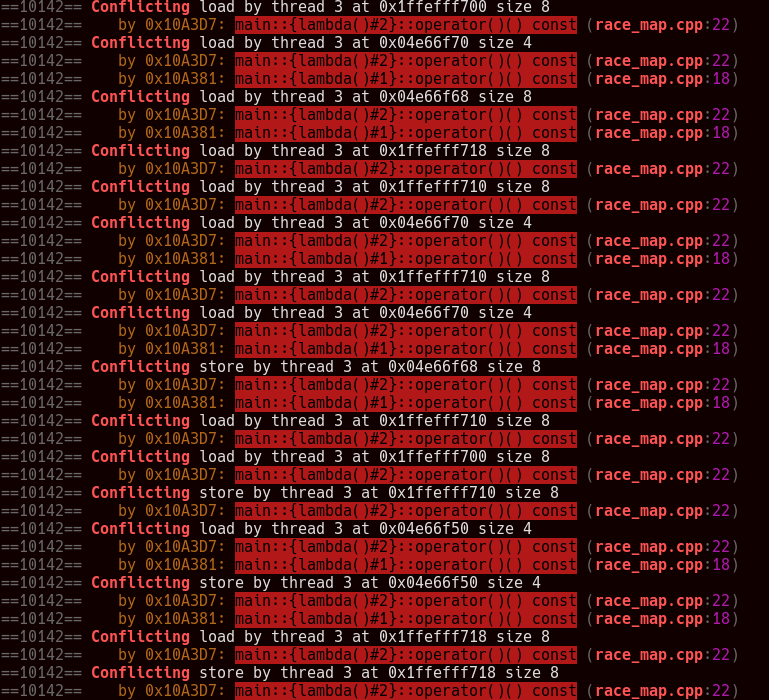 ==10142== Conflicting load by thread 3 at 0x1ffefff700 size 8
==10142==    by 0x10A3D7: main::{lambda()#2}::operator()() const (race_map.cpp:22)
==10142== Conflicting load by thread 3 at 0x04e66f70 size 4
==10142==    by 0x10A3D7: main::{lambda()#2}::operator()() const (race_map.cpp:22)
==10142==    by 0x10A381: main::{lambda()#1}::operator()() const (race_map.cpp:18)
==10142== Conflicting load by thread 3 at 0x04e66f68 size 8
==10142==    by 0x10A3D7: main::{lambda()#2}::operator()() const (race_map.cpp:22)
==10142==    by 0x10A381: main::{lambda()#1}::operator()() const (race_map.cpp:18)
==10142== Conflicting load by thread 3 at 0x1ffefff718 size 8
==10142==    by 0x10A3D7: main::{lambda()#2}::operator()() const (race_map.cpp:22)
==10142== Conflicting load by thread 3 at 0x1ffefff710 size 8
==10142==    by 0x10A3D7: main::{lambda()#2}::operator()() const (race_map.cpp:22)
==10142== Conflicting load by thread 3 at 0x04e66f70 size 4
==10142==    by 0x10A3D7: main::{lambda()#2}::operator()() const (race_map.cpp:22)
==10142==    by 0x10A381: main::{lambda()#1}::operator()() const (race_map.cpp:18)
==10142== Conflicting load by thread 3 at 0x1ffefff710 size 8
==10142==    by 0x10A3D7: main::{lambda()#2}::operator()() const (race_map.cpp:22)
==10142== Conflicting load by thread 3 at 0x04e66f70 size 4
==10142==    by 0x10A3D7: main::{lambda()#2}::operator()() const (race_map.cpp:22)
==10142==    by 0x10A381: main::{lambda()#1}::operator()() const (race_map.cpp:18)
==10142== Conflicting store by thread 3 at 0x04e66f68 size 8
==10142==    by 0x10A3D7: main::{lambda()#2}::operator()() const (race_map.cpp:22)
==10142==    by 0x10A381: main::{lambda()#1}::operator()() const (race_map.cpp:18)
==10142== Conflicting load by thread 3 at 0x1ffefff710 size 8
==10142==    by 0x10A3D7: main::{lambda()#2}::operator()() const (race_map.cpp:22)
==10142== Conflicting load by thread 3 at 0x1ffefff700 size 8
==10142==    by 0x10A3D7: main::{lambda()#2}::operator()() const (race_map.cpp:22)
==10142== Conflicting store by thread 3 at 0x1ffefff710 size 8
==10142==    by 0x10A3D7: main::{lambda()#2}::operator()() const (race_map.cpp:22)
==10142== Conflicting load by thread 3 at 0x04e66f50 size 4
==10142==    by 0x10A3D7: main::{lambda()#2}::operator()() const (race_map.cpp:22)
==10142==    by 0x10A381: main::{lambda()#1}::operator()() const (race_map.cpp:18)
==10142== Conflicting store by thread 3 at 0x04e66f50 size 4
==10142==    by 0x10A3D7: main::{lambda()#2}::operator()() const (race_map.cpp:22)
==10142==    by 0x10A381: main::{lambda()#1}::operator()() const (race_map.cpp:18)
==10142== Conflicting load by thread 3 at 0x1ffefff718 size 8
==10142==    by 0x10A3D7: main::{lambda()#2}::operator()() const (race_map.cpp:22)
==10142== Conflicting store by thread 3 at 0x1ffefff718 size 8
==10142==    by 0x10A3D7: main::{lambda()#2}::operator()() const (race_map.cpp:22)